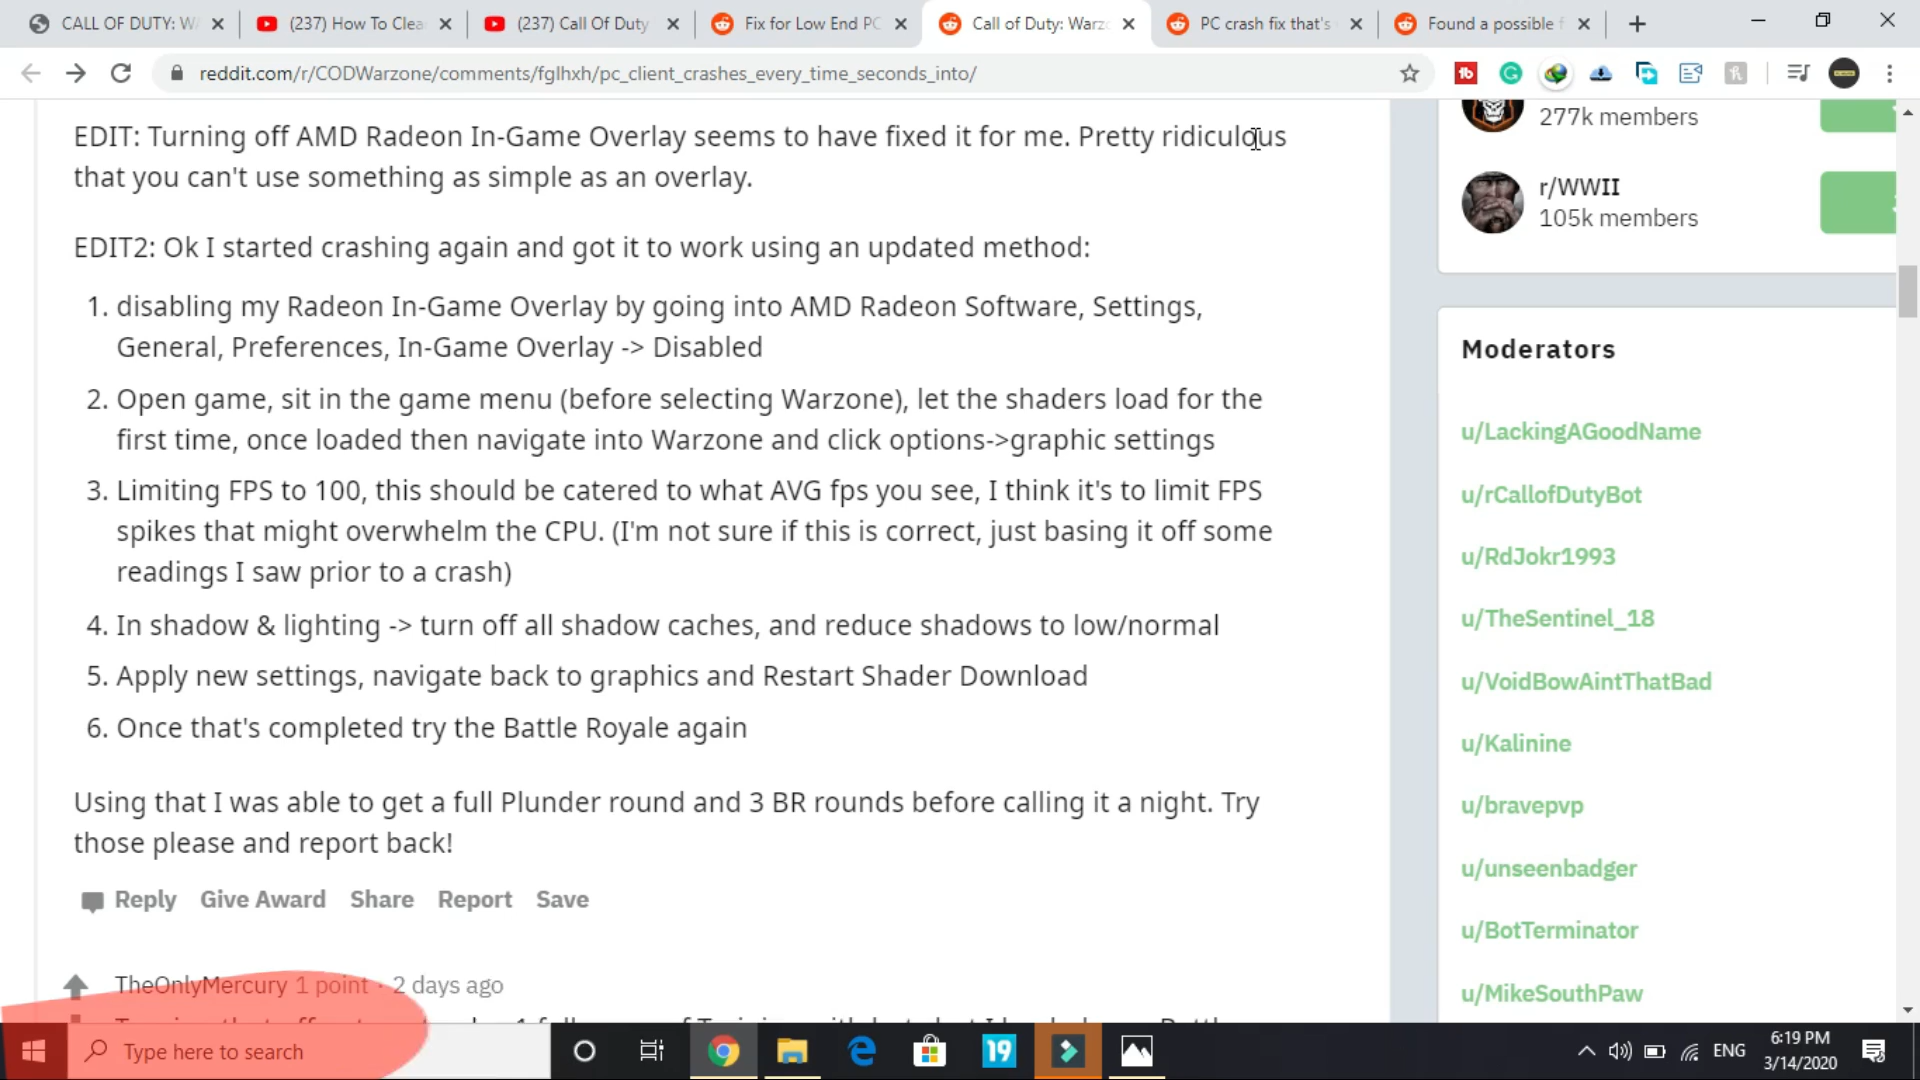 CALL OF DUTY: W
(237) How To Clea
(237) Call Of Duty
Fix for Low End PC
Call of Duty: Warzo
PC crash fix that's
Found a possible f
reddit.com/r/CODWarzone/comments/fglhxh/pc_client_crashes_every_time_seconds_into/
EDIT: Turning off AMD Radeon In-Game Overlay seems to have fixed it for me. Pretty ridiculous
that you can't use something as simple as an overlay.
EDIT2: Ok I started crashing again and got it to work using an updated method:
1. disabling my Radeon In-Game Overlay by going into AMD Radeon Software, Settings,
General, Preferences, In-Game Overlay -> Disabled
2. Open game, sit in the game menu (before selecting Warzone), let the shaders load for the
first time, once loaded then navigate into Warzone and click options->graphic settings
3. Limiting FPS to 100, this should be catered to what AVG fps you see, I think it's to limit FPS
spikes that might overwhelm the CPU. (I'm not sure if this is correct, just basing it off some
readings I saw prior to a crash)
4. In shadow & lighting -> turn off all shadow caches, and reduce shadows to low/normal
5. Apply new settings, navigate back to graphics and Restart Shader Download
6. Once that's completed try the Battle Royale again
Using that I was able to get a full Plunder round and 3 BR rounds before calling it a night. Try
those please and report back!
Reply Give Award Share Report Save
TheOnlyMercury 1 point · 2 days ago
277k members
r/WWII
105k members
Moderators
u/LackingAGoodName
u/rCallofDutyBot
u/RdJokr1993
u/TheSentinel_18
u/VoidBowAintThatBad
u/Kalinine
u/bravepvp
u/unseenbadger
u/BotTerminator
u/MikeSouthPaw
Type here to search
19
ENG
6:19 PM
3/14/2020